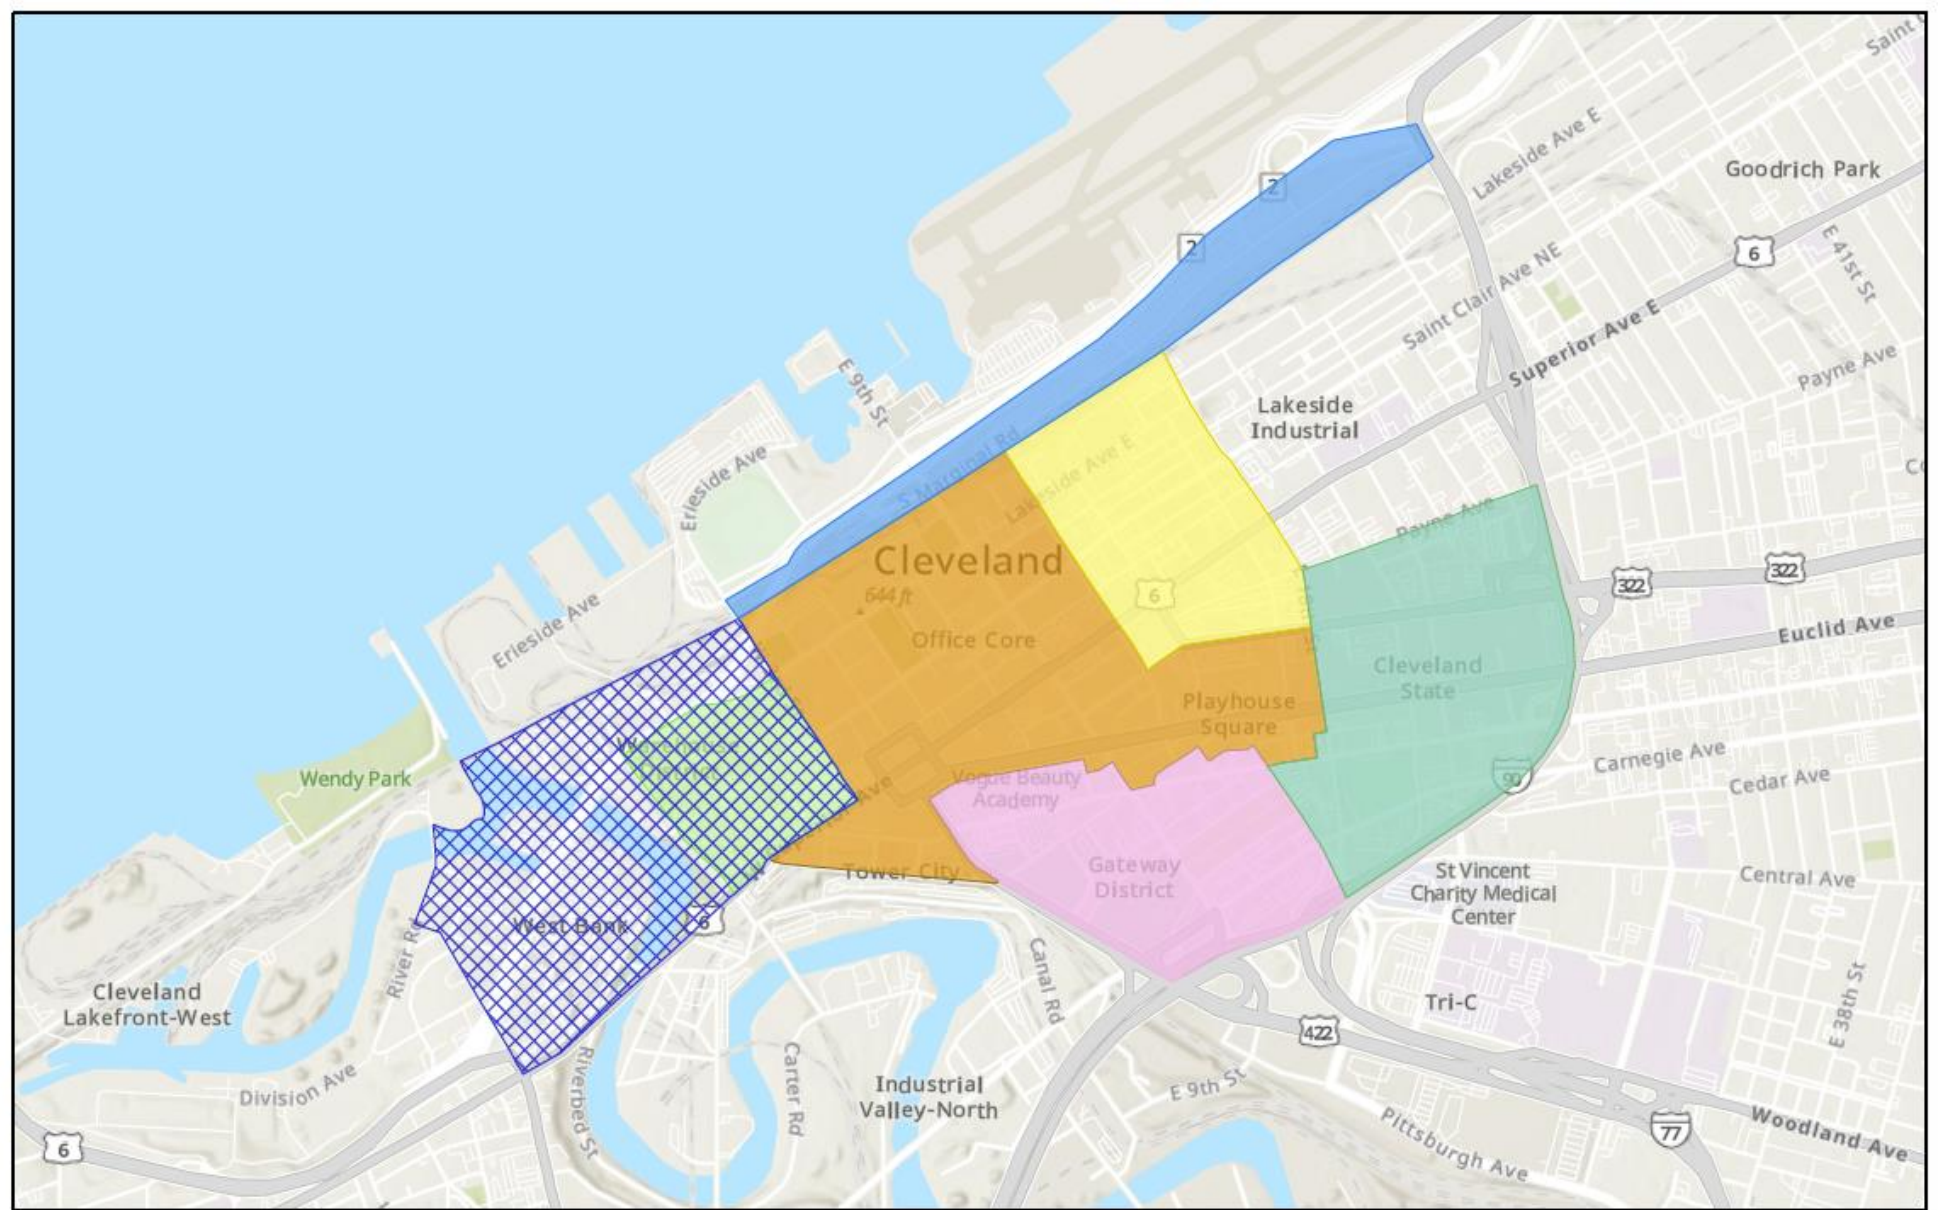 Saint
Lakeside Ave E
Goodrich Park
2
2
6
E 41st St
Saint Clair Ave NE
Superior Ave E
Payne Ave
E 9th St
Lakeside
Industrial
Erieside Ave
S Marginal Rd
Lakeside Ave E
Payne Ave
Cleveland
644 ft
6
322
322
Erieside Ave
Office Core
Euclid Ave
Cleveland
State
Playhouse
Square
Warehouse
District
Wendy Park
Vogue Beauty
Academy
90
Carnegie Ave
Cedar Ave
Tower City
Gateway
District
St Vincent
Charity Medical
Center
Central Ave
West Bank
6
River Rd
Canal Rd
Cleveland
Lakefront-West
Tri-C
E 38th St
422
Division Ave
Riverbed St
Carter Rd
Industrial
Valley-North
E 9th St
Pittsburgh Ave
77
Woodland Ave
6